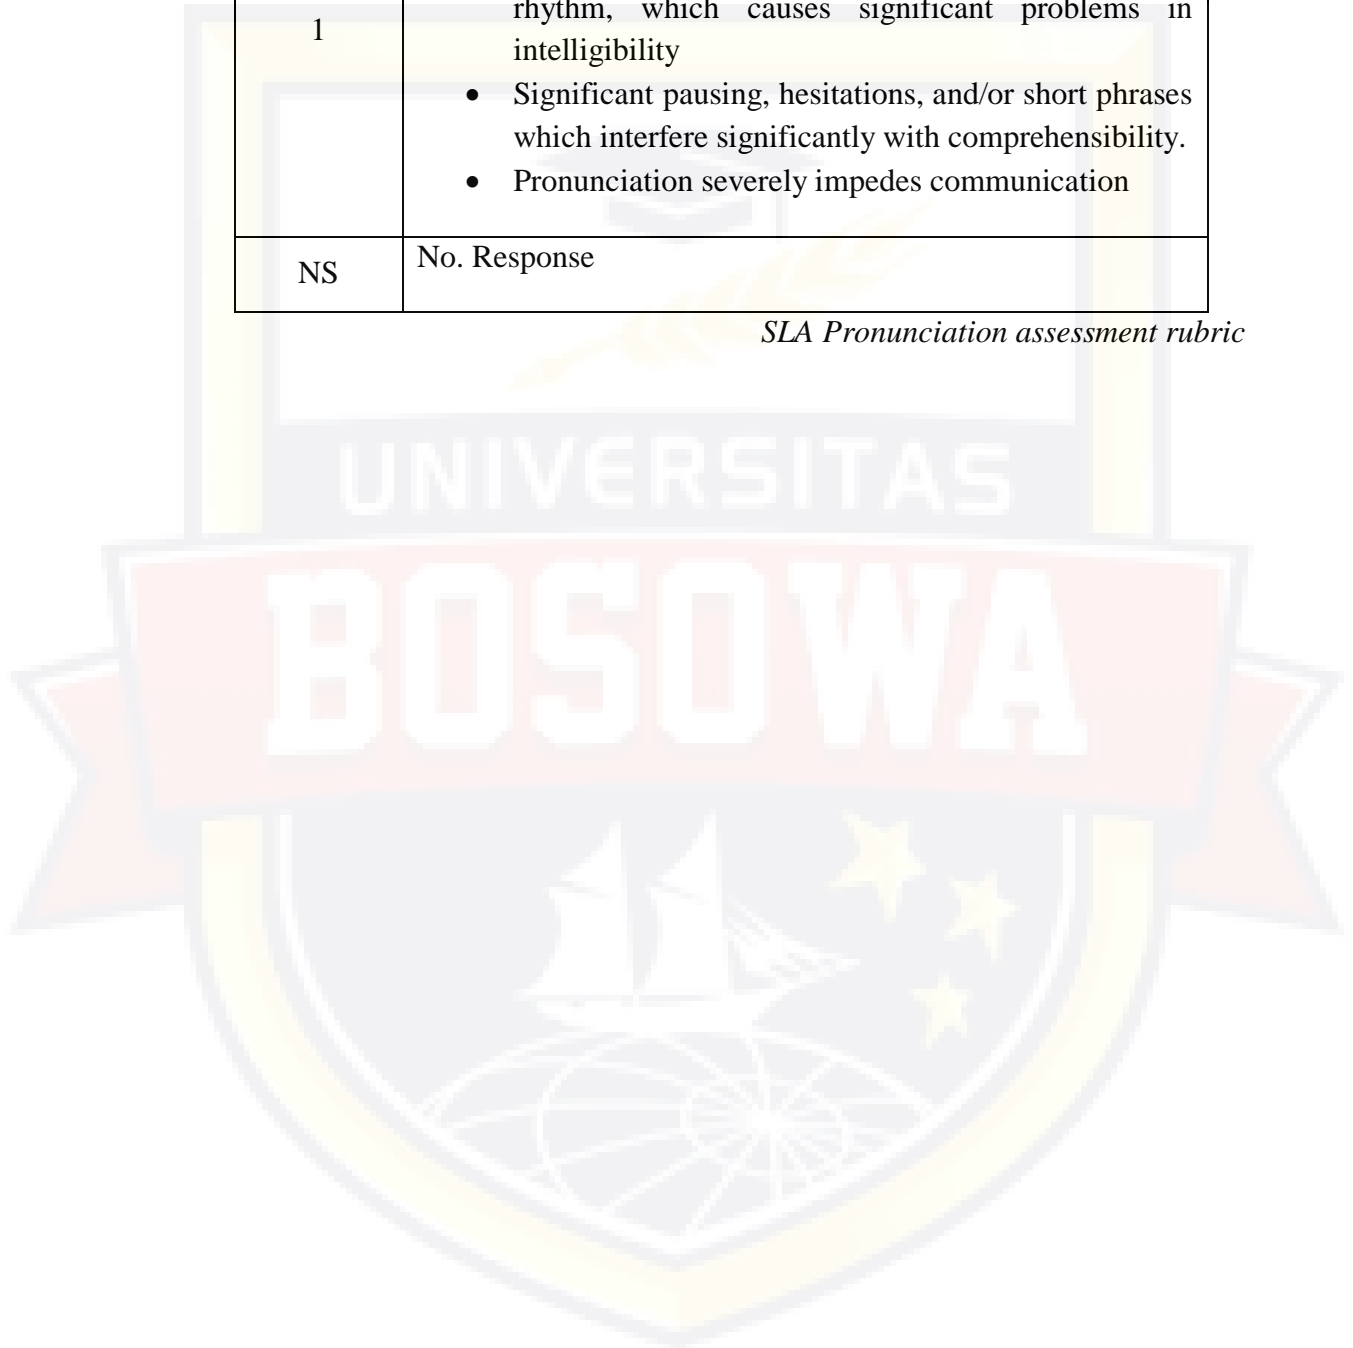 rhythm, which causes significant problems in
1
intelligibility
• Significant pausing, hesitations, and/or short phrases
which interfere significantly with comprehensibility.
• Pronunciation severely impedes communication
NS
No. Response
SLA Pronunciation assessment rubric
UNIVERSITAS
BOSOWA